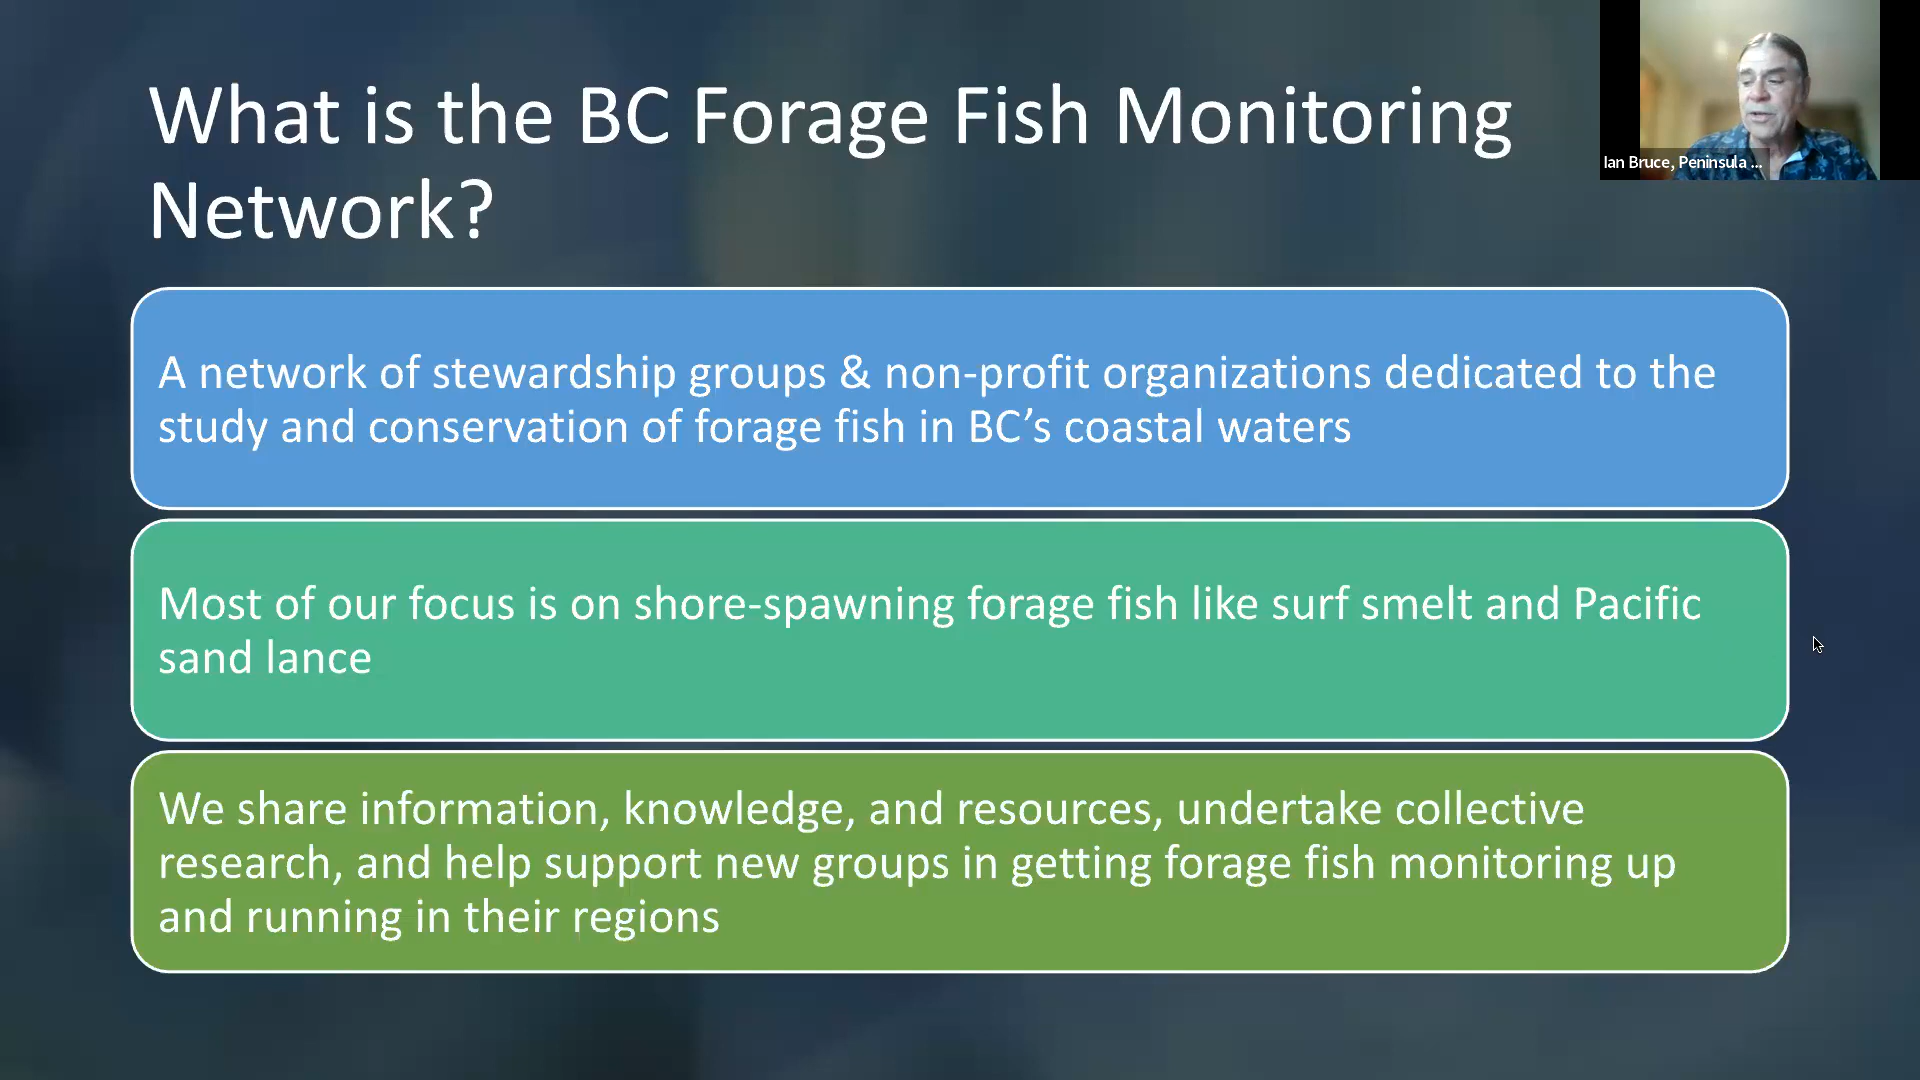 What is the BC Forage Fish Monitoring
Network?
Ian Bruce, Peninsula ...
A network of stewardship groups & non-profit organizations dedicated to the
study and conservation of forage fish in BC’s coastal waters
Most of our focus is on shore-spawning forage fish like surf smelt and Pacific
sand lance
We share information, knowledge, and resources, undertake collective
research, and help support new groups in getting forage fish monitoring up
and running in their regions